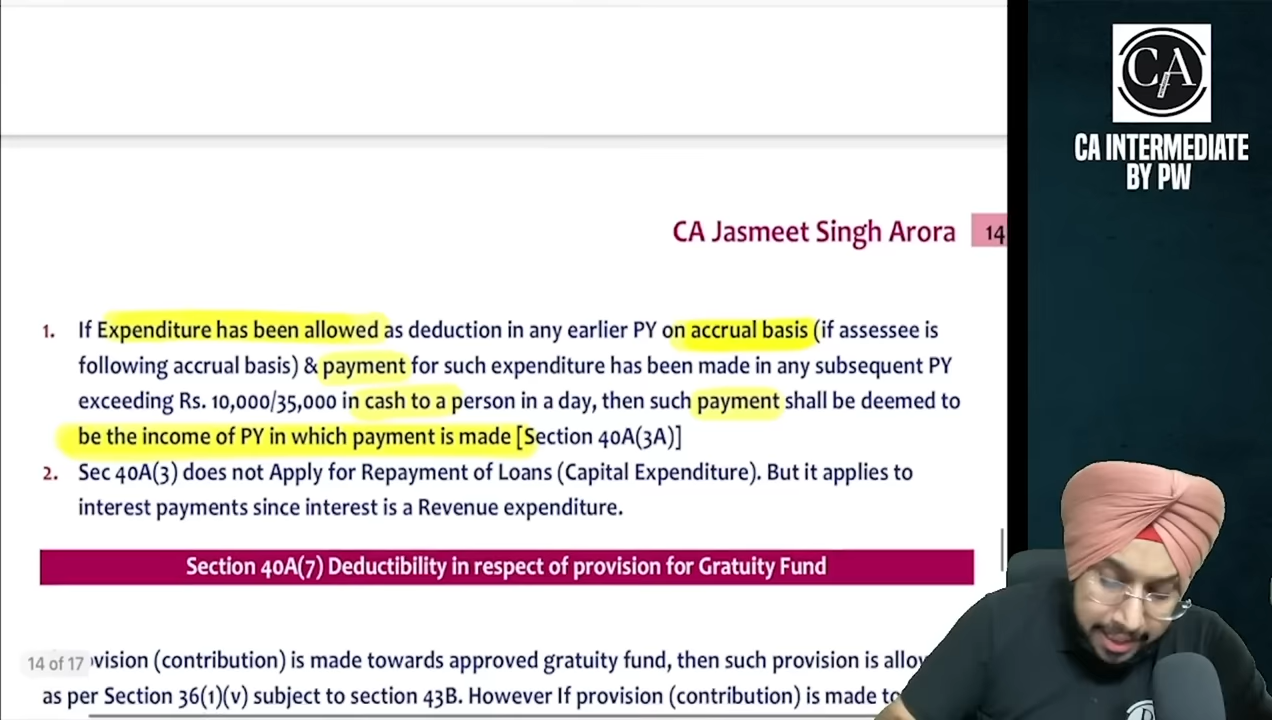 CA
CA INTERMEDIATE
BY PW
CA Jasmeet Singh Arora 14
1. If Expenditure has been allowed as deduction in any earlier PY on accrual basis (if assessee is
following accrual basis) & payment for such expenditure has been made in any subsequent PY
exceeding Rs. 10,000/35,000 in cash to a person in a day, then such payment shall be deemed to
be the income of PY in which payment is made [Section 40A(3A)]
2. Sec 40A(3) does not Apply for Repayment of Loans (Capital Expenditure). But it applies to
interest payments since interest is a Revenue expenditure.
Section 40A(7) Deductibility in respect of provision for Gratuity Fund
14 of 17 vision (contribution) is made towards approved gratuity fund, then such provision is allo
as per Section 36(1)(v) subject to section 43B. However If provision (contribution) is made to